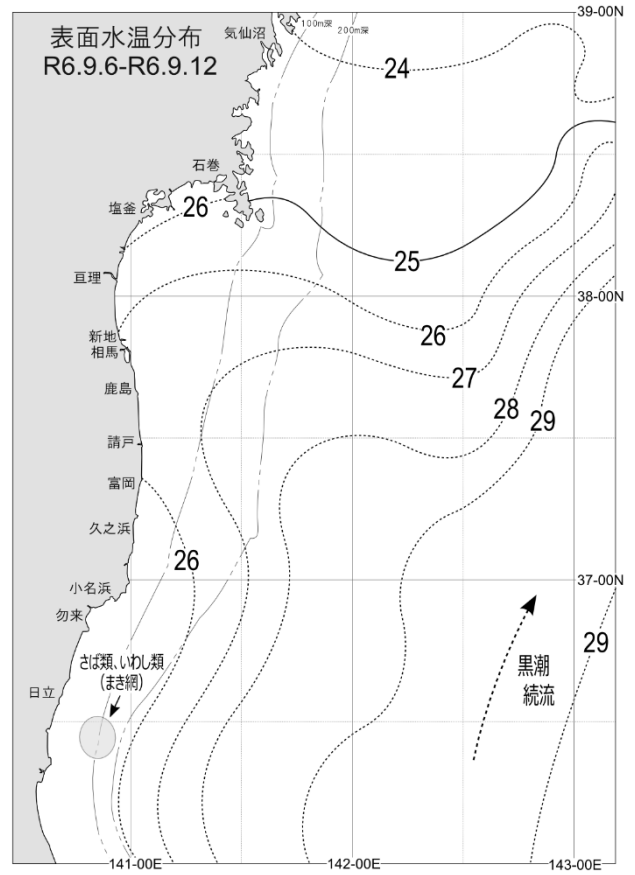 表面水温分布
R6.9.6-R6.9.12
気仙沼
100m深
200m深
39-00N
24
石巻
塩釜
26
25
亘理
38-00N
新地
相馬
26
27
鹿島
28
29
請戸
富岡
久之浜
26
37-00N
小名浜
勿来
29
さば類、いわし類
(まき網)
黒潮
続流
日立
141-00E
142-00E
143-00E